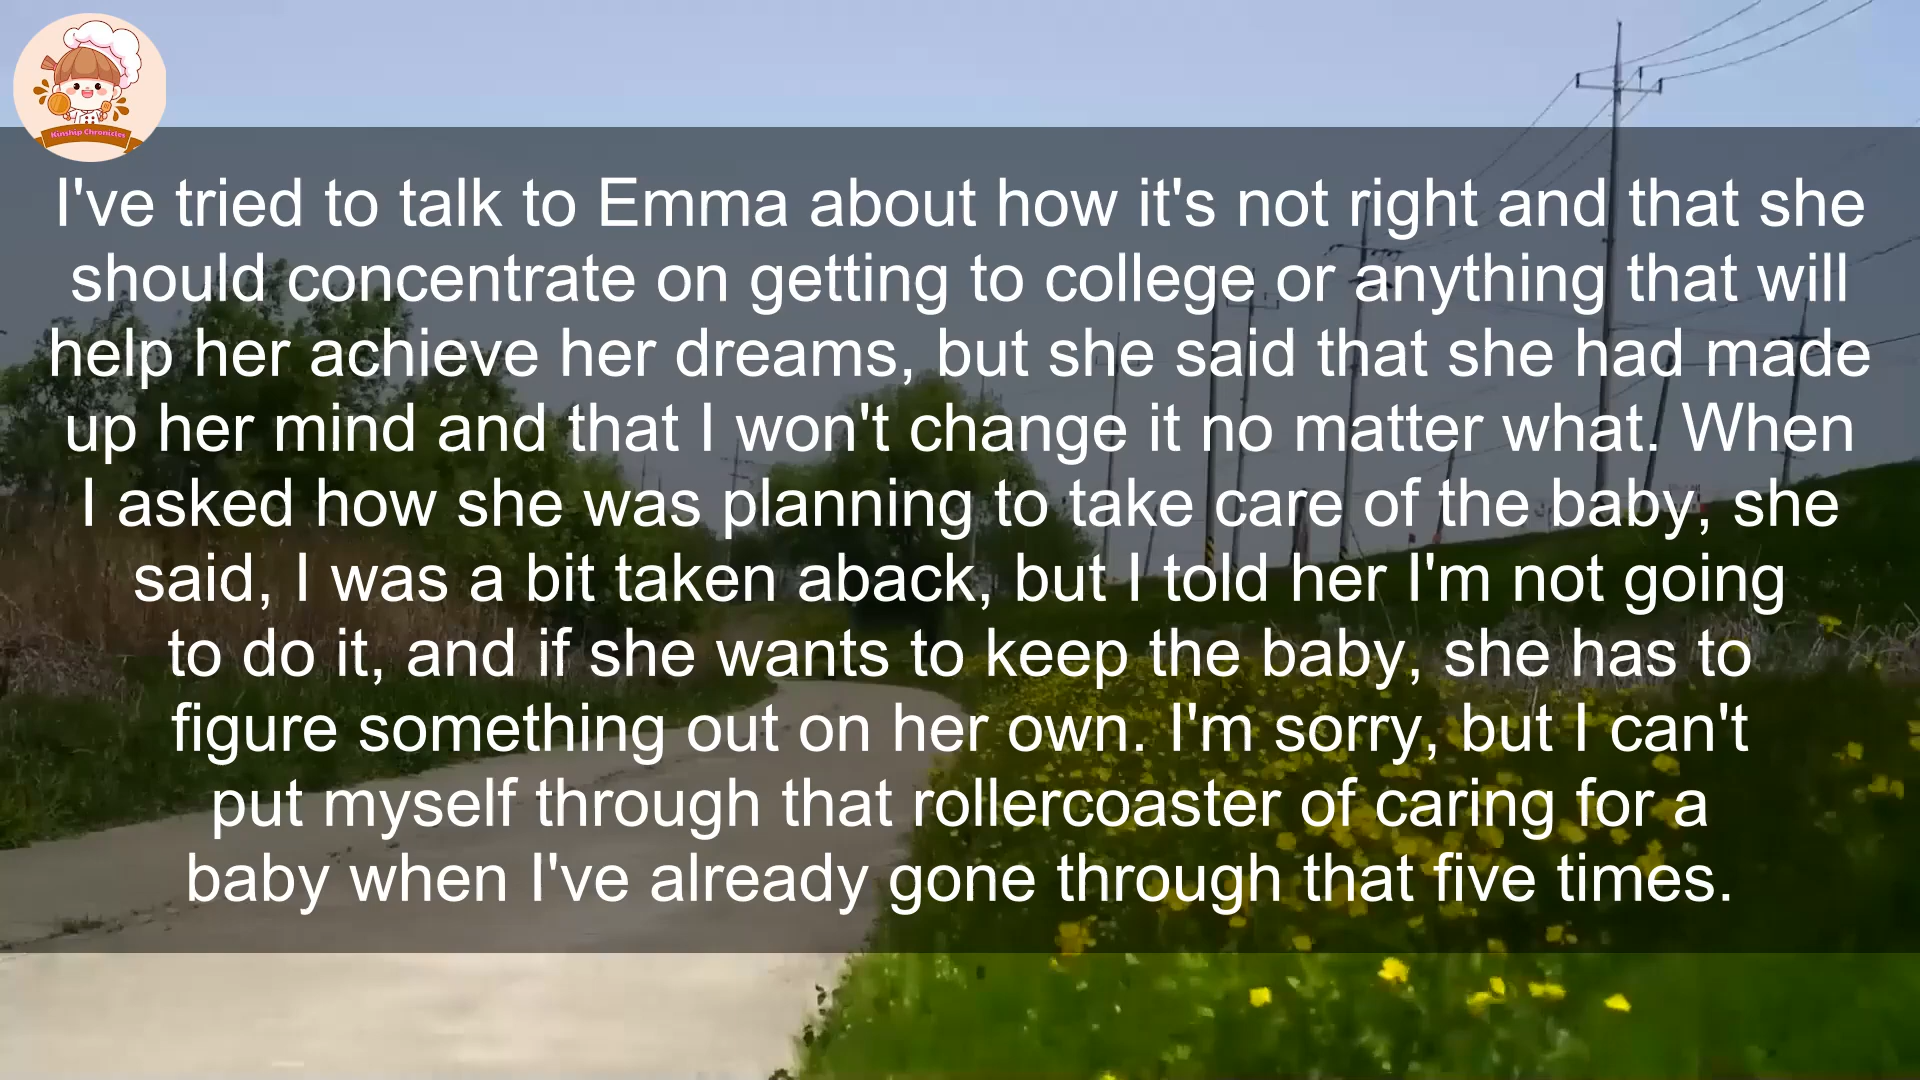 Kinship Chronicles
I've tried to talk to Emma about how it's not right and that she
should concentrate on getting to college or anything that will
help her achieve her dreams, but she said that she had made
up her mind and that I won't change it no matter what. When
I asked how she was planning to take care of the baby, she
said, I was a bit taken aback, but I told her I'm not going
to do it, and if she wants to keep the baby, she has to
figure something out on her own. I'm sorry, but I can't
put myself through that rollercoaster of caring for a
baby when I've already gone through that five times.